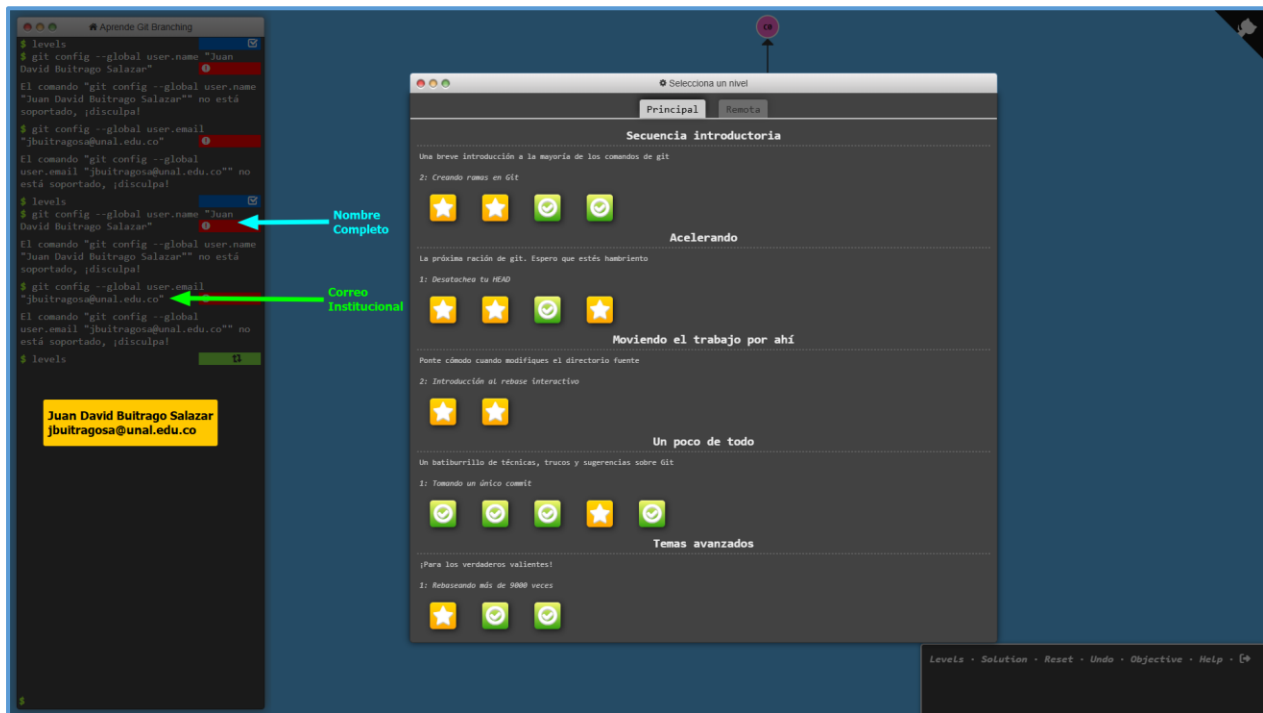 Aprende Git Branching
$ levels
$ git config --global user.name "Juan
David Buitrago Salazar"
El comando "git config --global user.name
"Juan David Buitrago Salazar"" no está
soportado, ¡disculpa!
$ git config --global user.email
"jbuitragosa@unal.edu.co"
El comando "git config --global
user.email "jbuitragosa@unal.edu.co"" no
está soportado, ¡disculpa!
$ levels
$ git config --global user.name "Juan
David Buitrago Salazar"
El comando "git config --global user.name
"Juan David Buitrago Salazar"" no está
soportado, ¡disculpa!
$ git config --global user.email
"jbuitragosa@unal.edu.co"
El comando "git config --global
user.email "jbuitragosa@unal.edu.co"" no
está soportado, ¡disculpa!
$ levels
Juan David Buitrago Salazar
jbuitragosa@unal.edu.co
$
Nombre
Completo
Correo
Institucional
C0
Selecciona un nivel
Principal
Remota
Secuencia introductoria
Una breve introducción a la mayoría de los comandos de git
2: Creando ramas en Git
Acelerando
La próxima ración de git. Espero que estés hambriento
1: Desatachea tu HEAD
Moviendo el trabajo por ahí
Ponte cómodo cuando modifiques el directorio fuente
2: Introducción al rebase interactivo
Un poco de todo
Un batiburrillo de técnicas, trucos y sugerencias sobre Git
1: Tomando un único commit
Temas avanzados
¡Para los verdaderos valientes!
1: Rebaseando más de 9000 veces
Levels · Solution · Reset · Undo · Objective · Help ·